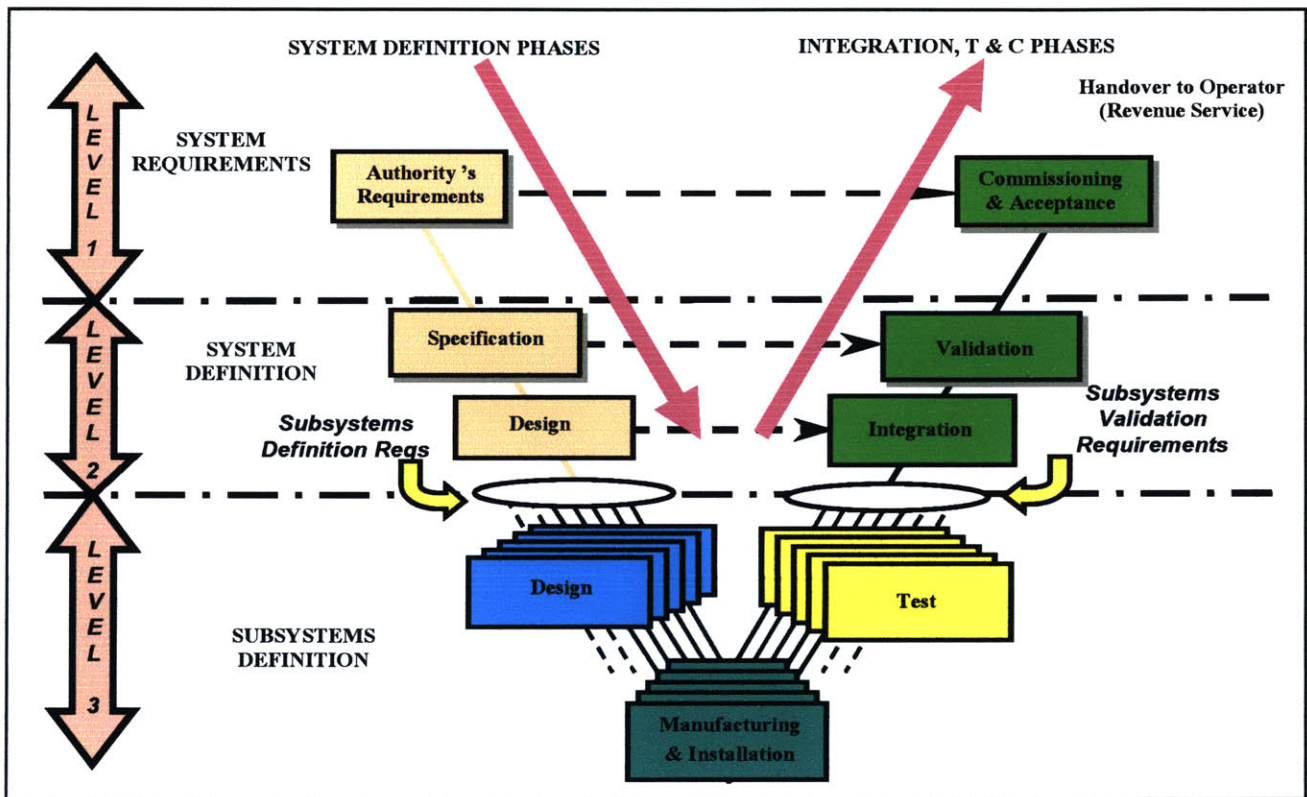 SYSTEM DEFINITION PHASES
INTEGRATION, T & C PHASES
Handover to Operator
(Revenue Service)
LEVEL 1
SYSTEM
REQUIREMENTS
Authority 's
Requirements
Commissioning
& Acceptance
LEVEL 2
SYSTEM
DEFINITION
Specification
Validation
Subsystems
Definition Reqs
Design
Integration
Subsystems
Validation
Requirements
LEVEL 3
SUBSYSTEMS
DEFINITION
Design
Test
Manufacturing
& Installation